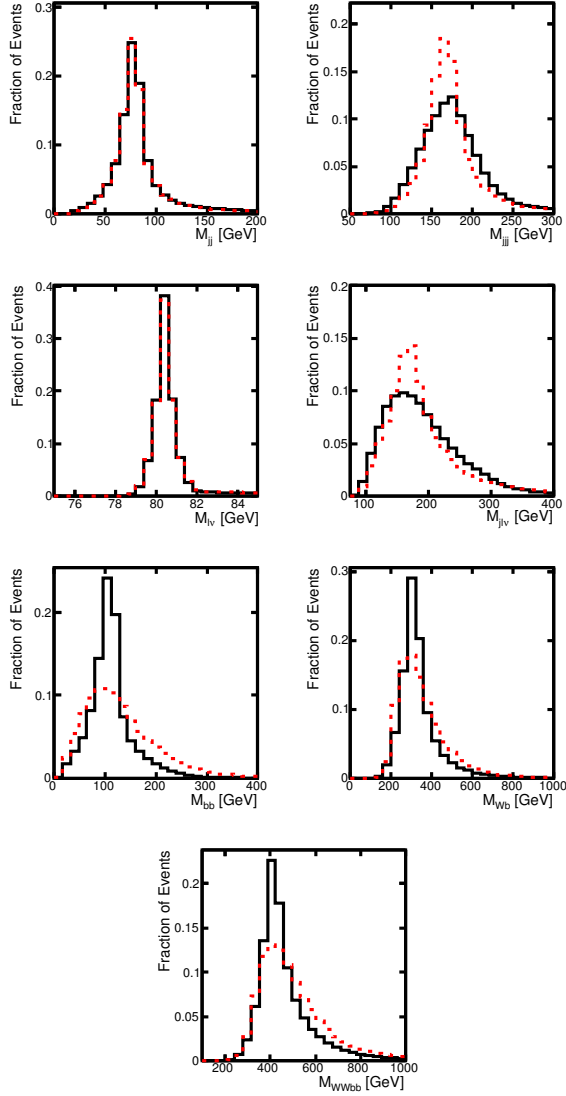 Fraction of Events
0.3
0.2
0.1
0
0 50 100 150 200
M_jj [GeV]
Fraction of Events
0.2
0.15
0.1
0.05
0
50 100 150 200 250 300
M_jjj [GeV]
Fraction of Events
0.4
0.3
0.2
0.1
0
76 78 80 82 84
M_lν [GeV]
Fraction of Events
0.2
0.15
0.1
0.05
0
100 200 300 400
M_jlν [GeV]
Fraction of Events
0.2
0.1
0
0 100 200 300 400
M_bb [GeV]
Fraction of Events
0.3
0.2
0.1
0
0 200 400 600 800 1000
M_Wb [GeV]
Fraction of Events
0.2
0.15
0.1
0.05
0
200 400 600 800 1000
M_WWbb [GeV]